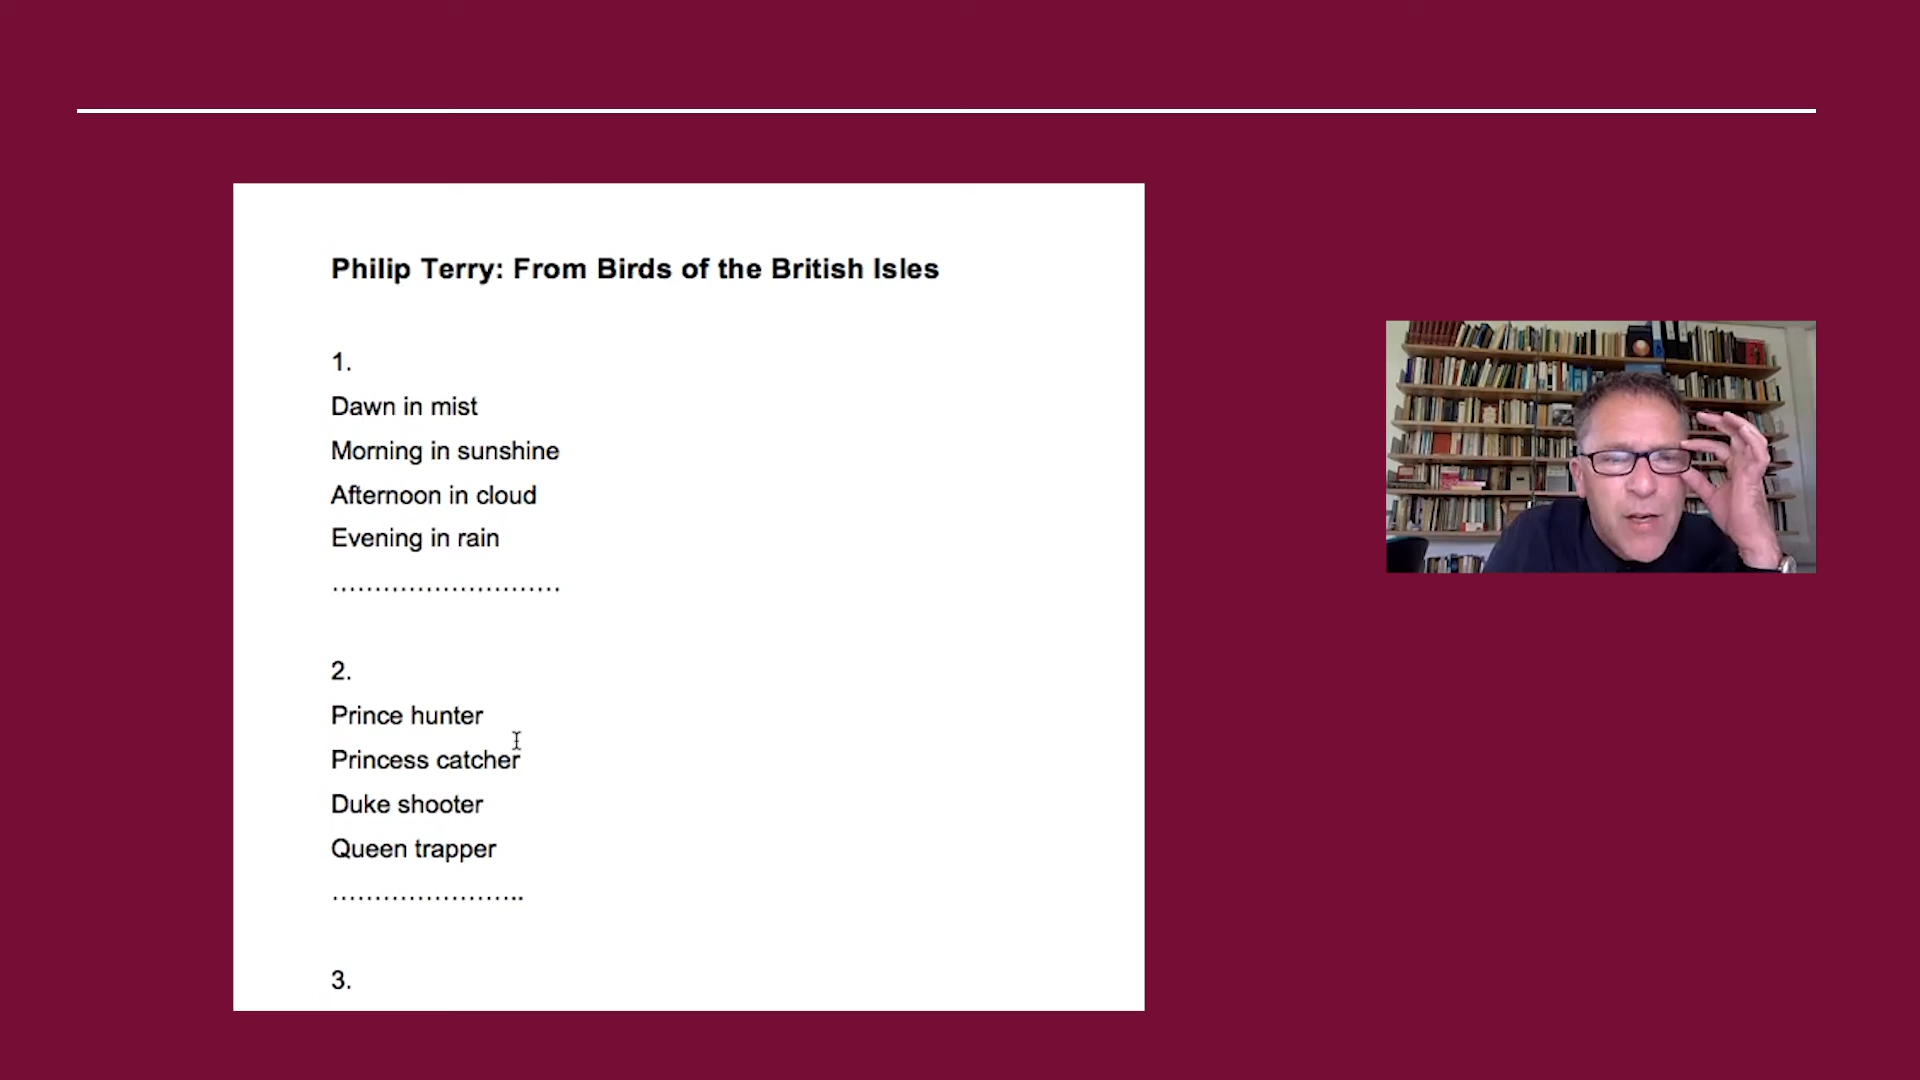 Philip Terry: From Birds of the British Isles
1.
Dawn in mist
Morning in sunshine
Afternoon in cloud
Evening in rain
...........................
2.
Prince hunter
Princess catcher
Duke shooter
Queen trapper
.......................
3.